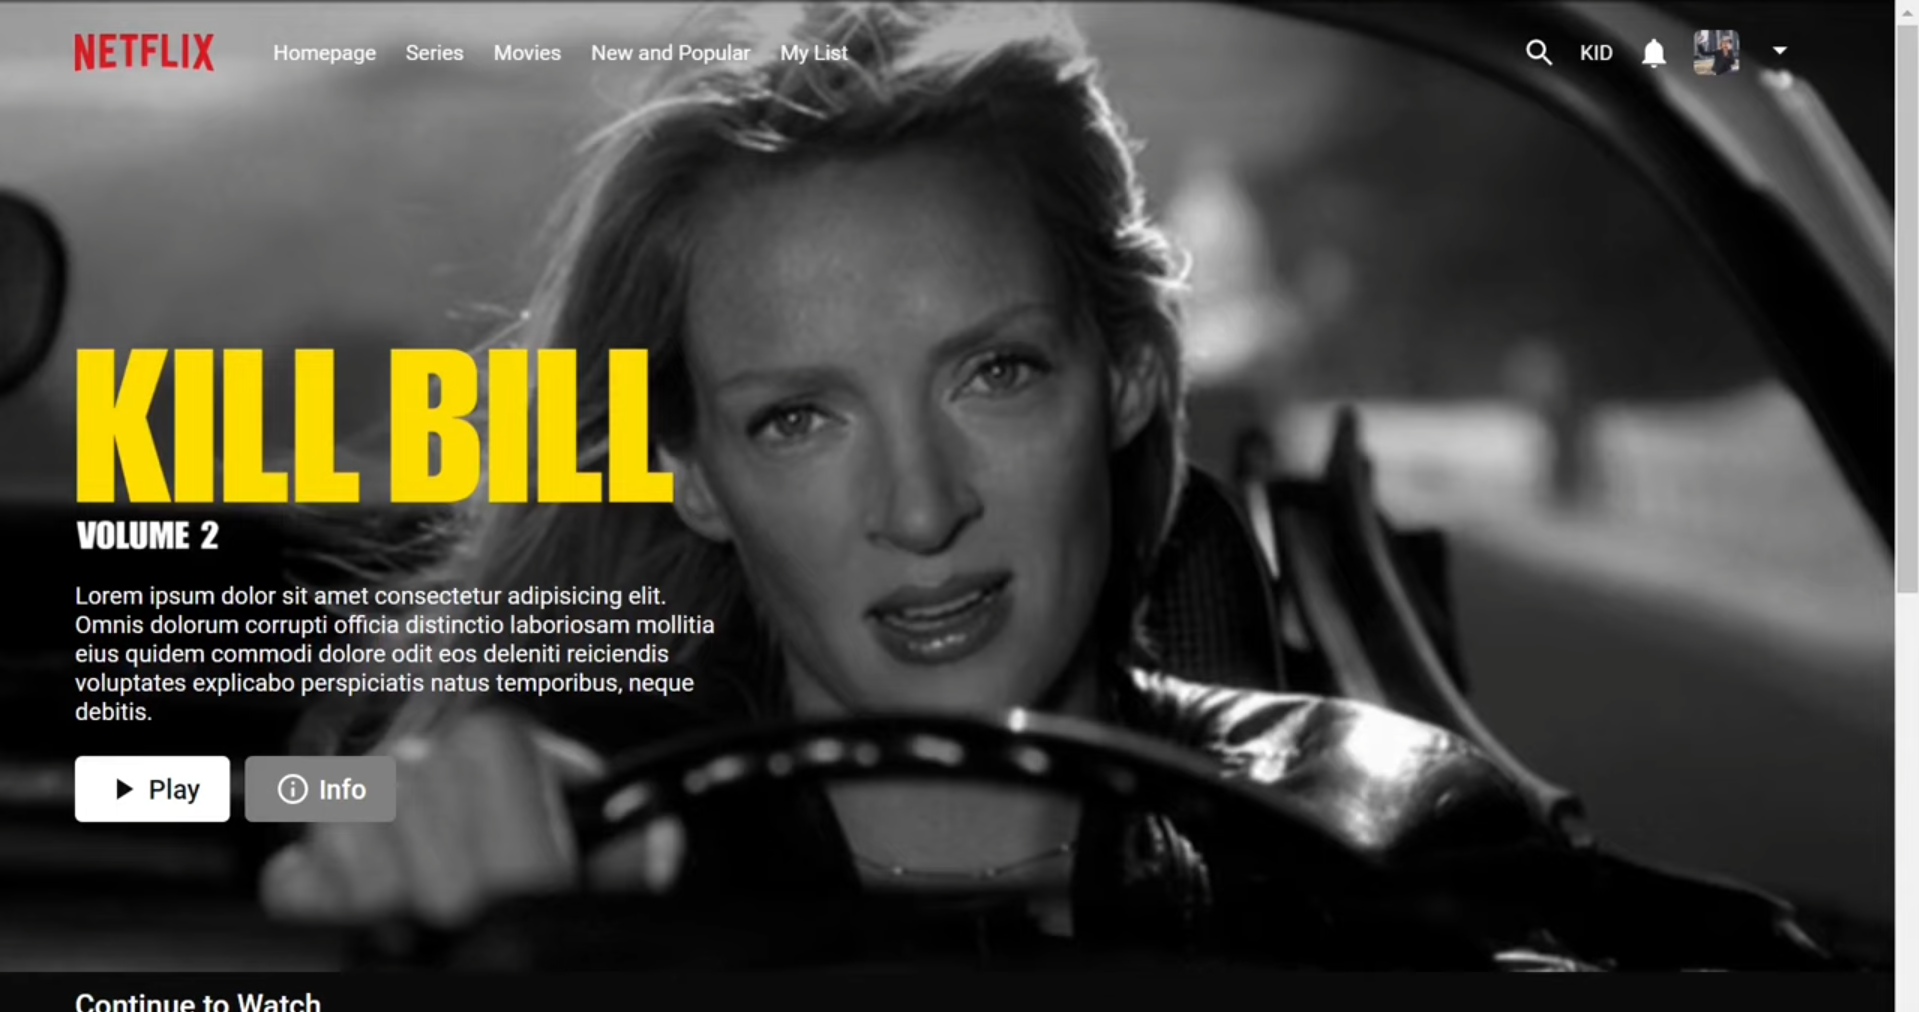 NETFLIX Homepage Series Movies New and Popular My List KID
KILL BILL
VOLUME 2
Lorem ipsum dolor sit amet consectetur adipisicing elit.
Omnis dolorum corrupti officia distinctio laboriosam mollitia
eius quidem commodi dolore odit eos deleniti reiciendis
voluptates explicabo perspiciatis natus temporibus, neque
debitis.
Play Info
Continue to Watch